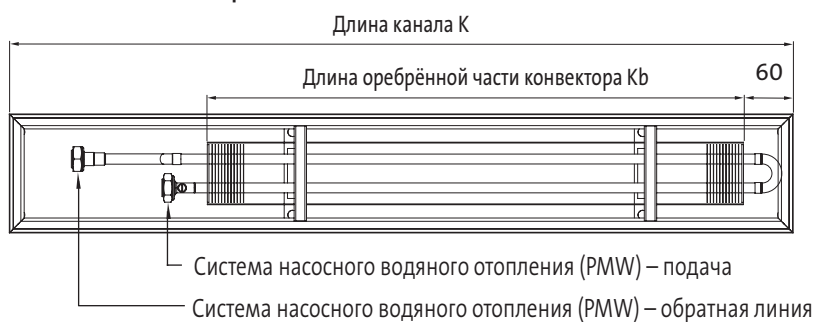 Длина канала K
Длина оребрённой части конвектора Kb
60
Система насосного водяного отопления (PMW) – подача
Система насосного водяного отопления (PMW) – обратная линия